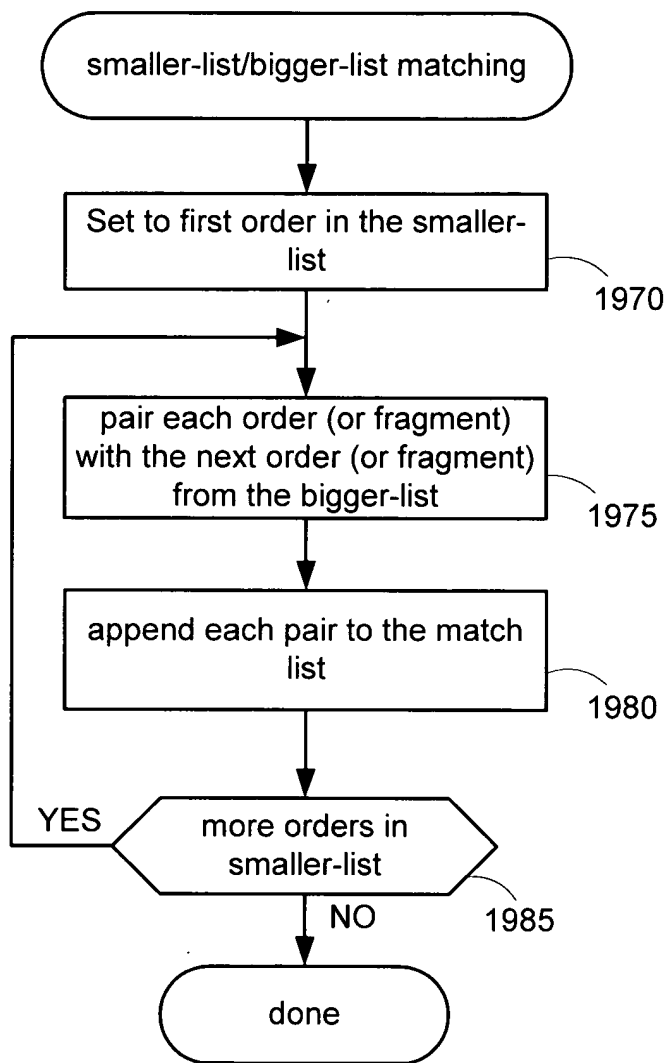 smaller-list/bigger-list matching
Set to first order in the smaller-
list
1970
pair each order (or fragment)
with the next order (or fragment)
from the bigger-list
1975
append each pair to the match
list
1980
YES
more orders in
smaller-list
1985
NO
done